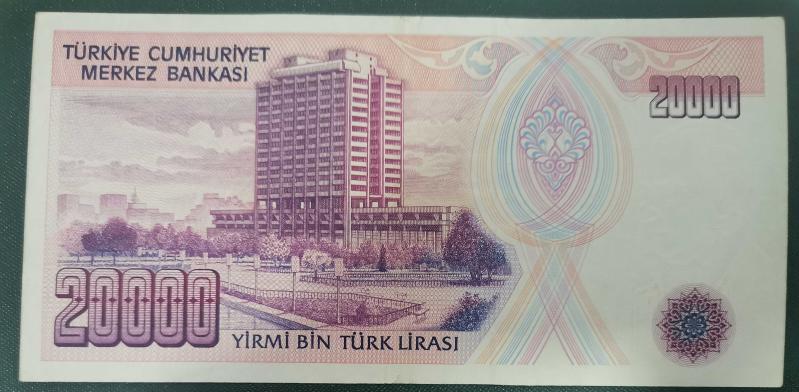 TÜRKİYE CUMHURİYET
MERKEZ BANKASI
20000
20000
YİRMİ BİN TÜRK LİRASI